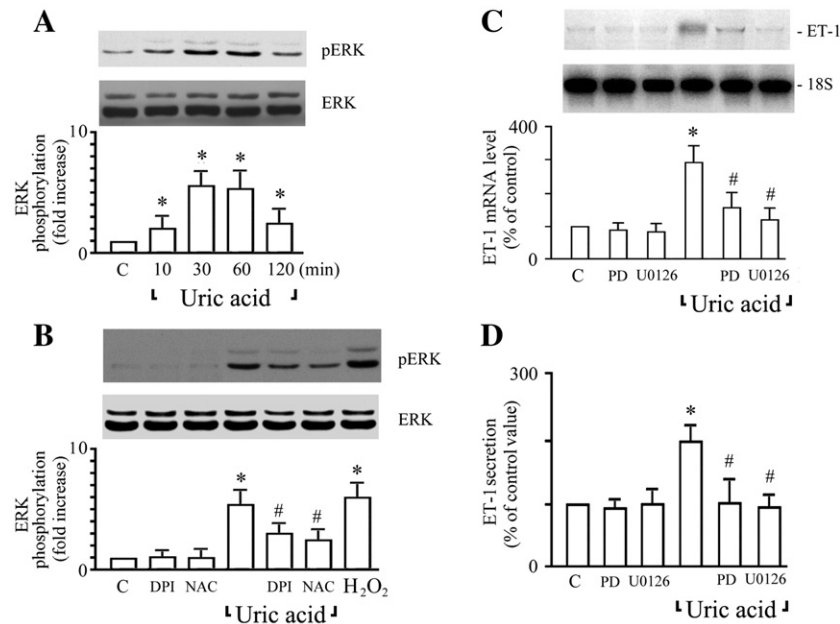 A
pERK
ERK
ERK
phosphorylation
(fold increase)
10
0
* * * *
C 10 30 60 120 (min)
Uric acid
B
pERK
ERK
ERK
phosphorylation
(fold increase)
10
0
* # # *
C DPI NAC DPI NAC H₂O₂
Uric acid
C
- ET-1
- 18S
ET-1 mRNA level
(% of control)
400
100
0
* # #
C PD U0126 PD U0126
Uric acid
D
ET-1 secretion
(% of control value)
300
0
* # #
C PD U0126 PD U0126
Uric acid